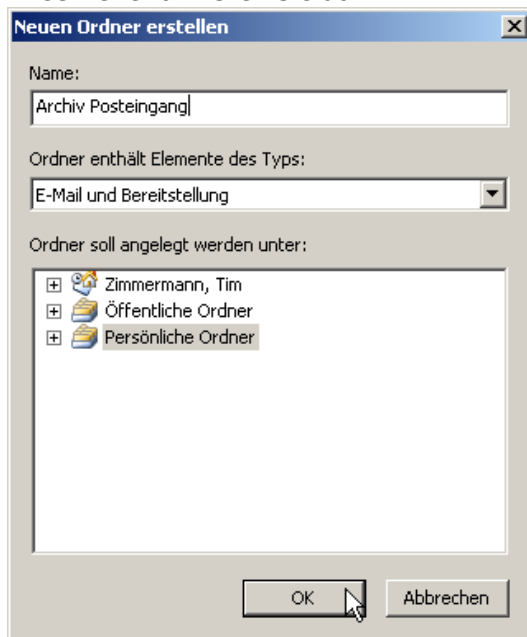 Neuen Ordner erstellen
Name:
Archiv Posteingang
Ordner enthält Elemente des Typs:
E-Mail und Bereitstellung
Ordner soll angelegt werden unter:
Zimmermann, Tim
Öffentliche Ordner
Persönliche Ordner
OK
Abbrechen